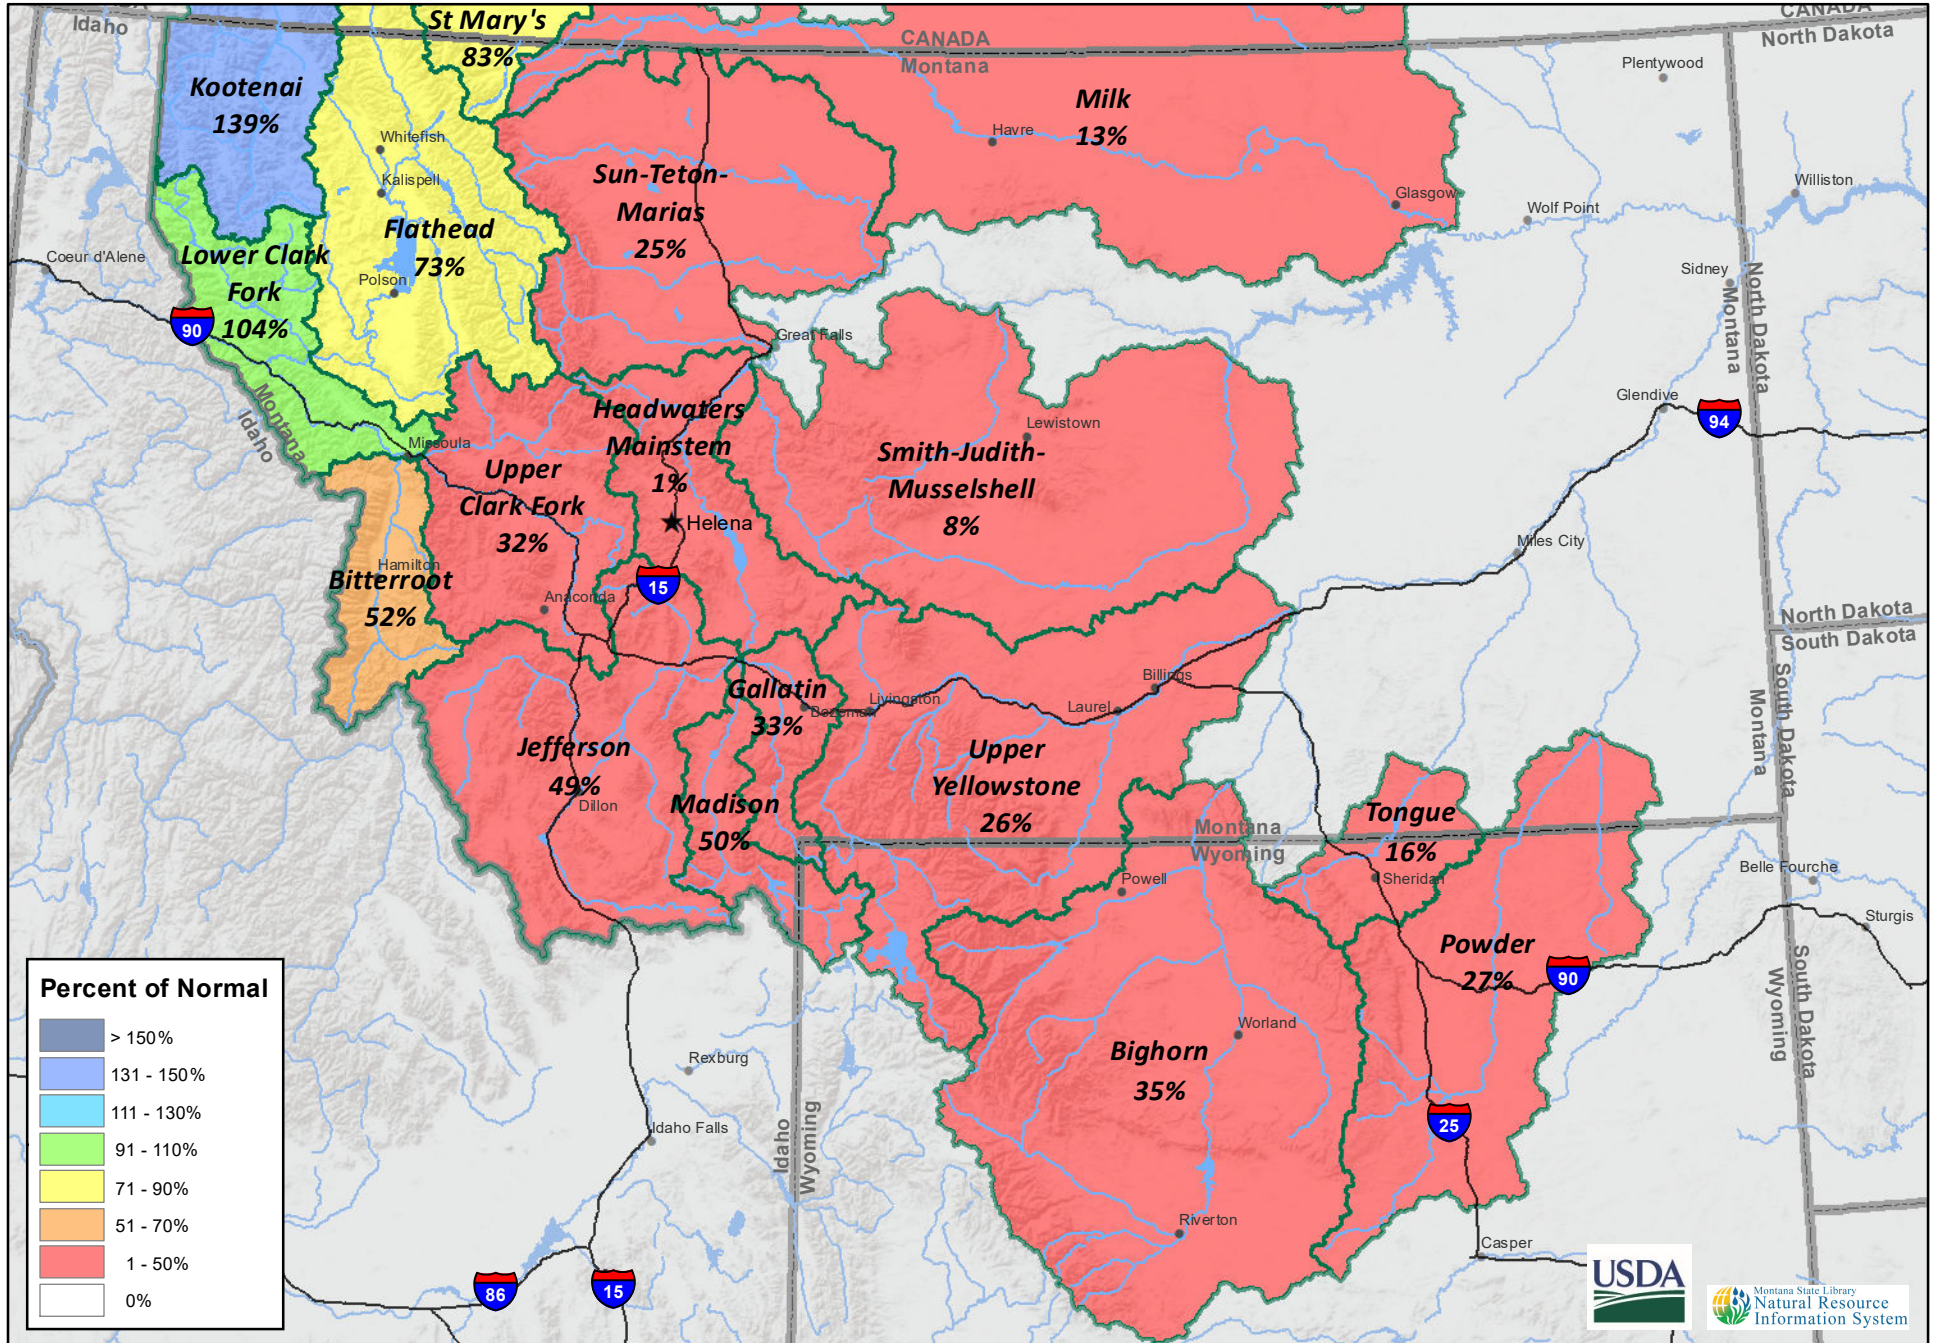 Idaho
CANADA
North Dakota
CANADA
Montana
St Mary's
83%
Kootenai
139%
Milk
13%
Plentywood
Havre
Whitefish
Kalispell
Sun-Teton-
Marias
25%
Glasgow
Wolf Point
Williston
Flathead
73%
Polson
Coeur d'Alene
Lower Clark
Fork
104%
90
Sidney
Montana
North Dakota
Great Falls
Montana
Idaho
Headwaters
Mainstem
1%
Helena
Lewistown
Smith-Judith-
Musselshell
8%
Glendive
94
Missoula
Upper
Clark Fork
32%
Miles City
Hamilton
Bitterroot
52%
Anaconda
15
North Dakota
South Dakota
Montana
South Dakota
Gallatin
33%
Bozeman
Livingston
Billings
Laurel
Jefferson
49%
Dillon
Madison
50%
Upper
Yellowstone
26%
Montana
Wyoming
Tongue
16%
Sheridan
Powell
Belle Fourche
Sturgis
Powder
27%
90
South Dakota
Wyoming
Worland
Bighorn
35%
25
Rexburg
Idaho Falls
Idaho
Wyoming
Riverton
Casper
86
15
Percent of Normal
> 150%
131 - 150%
111 - 130%
91 - 110%
71 - 90%
51 - 70%
1 - 50%
0%
USDA
Montana State Library
Natural Resource
Information System